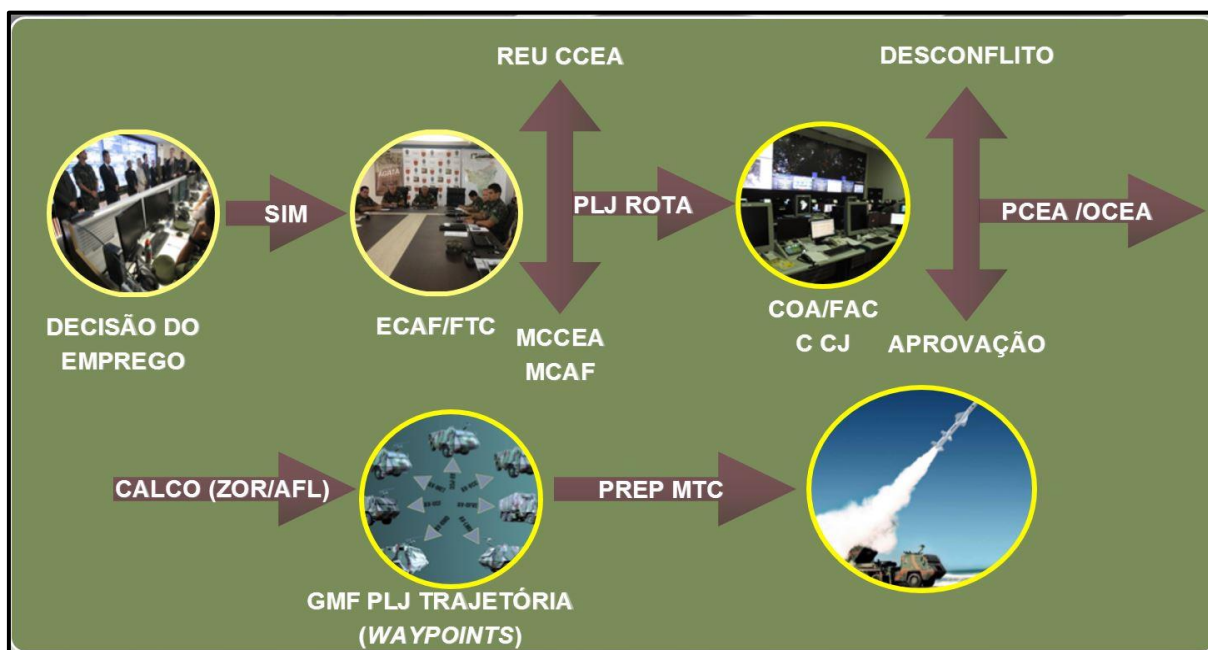 REU CCEA
DESCONFLITO
SIM
PLJ ROTA
PCEA /OCEA
DECISÃO DO
EMPREGO
ECAF/FTC
MCCEA
MCAF
COA/FAC
C CJ
APROVAÇÃO
CALCO (ZOR/AFL)
PREP MTC
GMF PLJ TRAJETÓRIA
(WAYPOINTS)